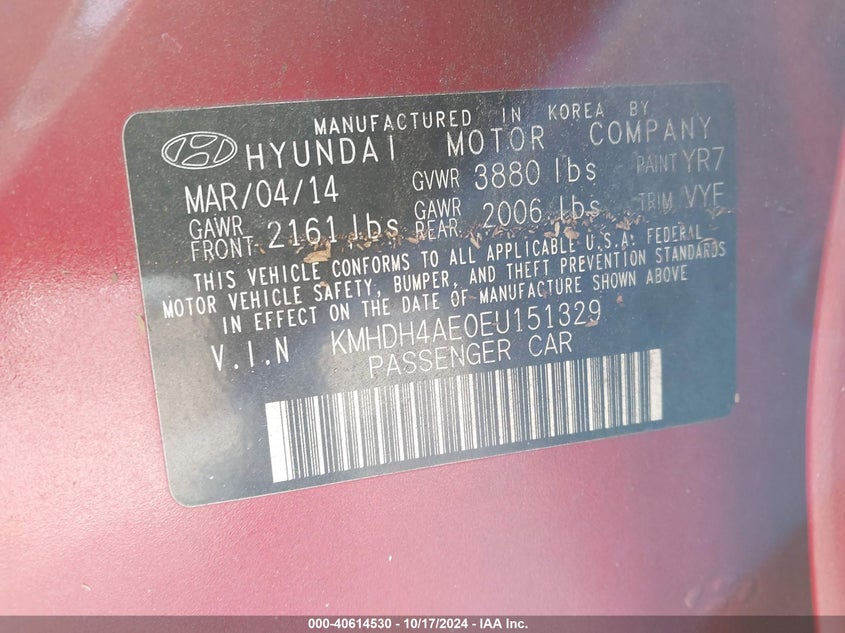 MANUFACTURED IN KOREA BY
HYUNDAI MOTOR COMPANY
MAR/04/14 GVWR 3880 lbs PAINT YR7
GAWR FRONT 2161 lbs GAWR REAR 2006 lbs TRIM VYF
THIS VEHICLE CONFORMS TO ALL APPLICABLE U.S.A. FEDERAL
MOTOR VEHICLE SAFETY, BUMPER, AND THEFT PREVENTION STANDARDS
IN EFFECT ON THE DATE OF MANUFACTURE SHOWN ABOVE
V.I.N KMHDH4AE0EU151329
PASSENGER CAR
000-40614530 - 10/17/2024 - IAA Inc.